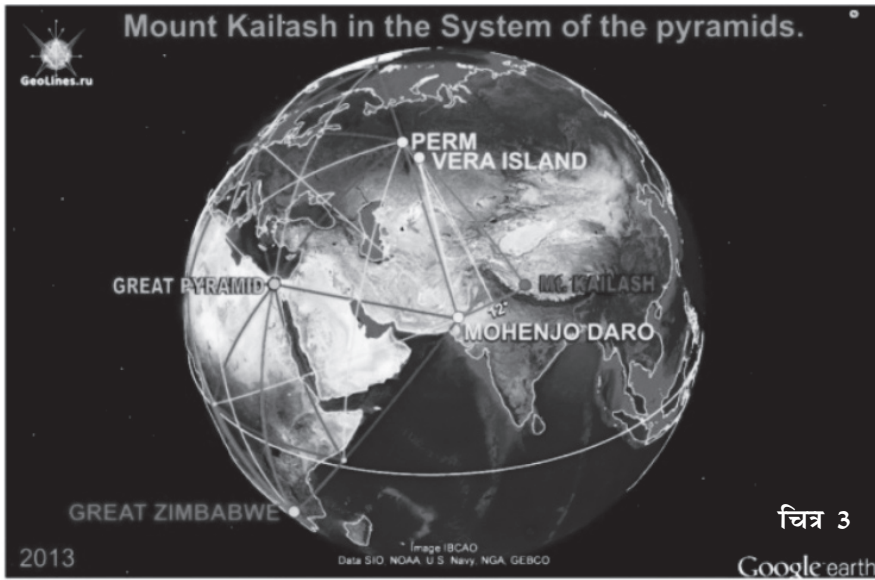 Mount Kailash in the System of the pyramids.
GeoLines.ru
PERM
VERA ISLAND
GREAT PYRAMID
Mt. KAILASH
12°
MOHENJO DARO
GREAT ZIMBABWE
चित्र 3
2013
Image IBCAO
Data SIO, NOAA, U.S. Navy, NGA, GEBCO
Google earth